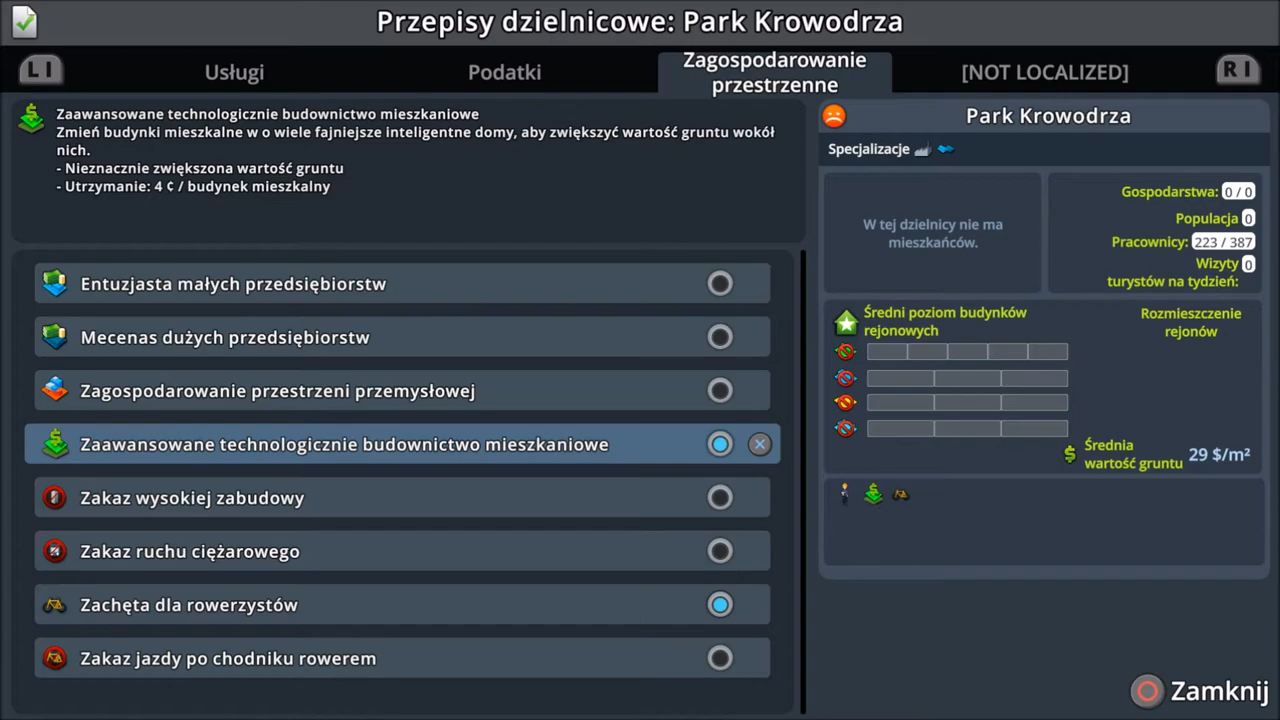 Przepisy dzielnicowe: Park Krowodrza
L1
Usługi
Podatki
Zagospodarowanie
przestrzenne
[NOT LOCALIZED]
R1
Zaawansowane technologicznie budownictwo mieszkaniowe
Zmień budynki mieszkalne w o wiele fajniejsze inteligentne domy, aby zwiększyć wartość gruntu wokół
nich.
- Nieznacznie zwiększona wartość gruntu
- Utrzymanie: 4 ¢ / budynek mieszkalny
Entuzjasta małych przedsiębiorstw
Mecenas dużych przedsiębiorstw
Zagospodarowanie przestrzeni przemysłowej
Zaawansowane technologicznie budownictwo mieszkaniowe
Zakaz wysokiej zabudowy
Zakaz ruchu ciężarowego
Zachęta dla rowerzystów
Zakaz jazdy po chodniku rowerem
Park Krowodrza
Specjalizacje
W tej dzielnicy nie ma
mieszkańców.
Gospodarstwa: 0 / 0
Populacja 0
Pracownicy: 223 / 387
Wizyty 0
turystów na tydzień:
Średni poziom budynków
rejonowych
Rozmieszczenie
rejonów
Średnia
wartość gruntu 29 $/m²
Zamknij